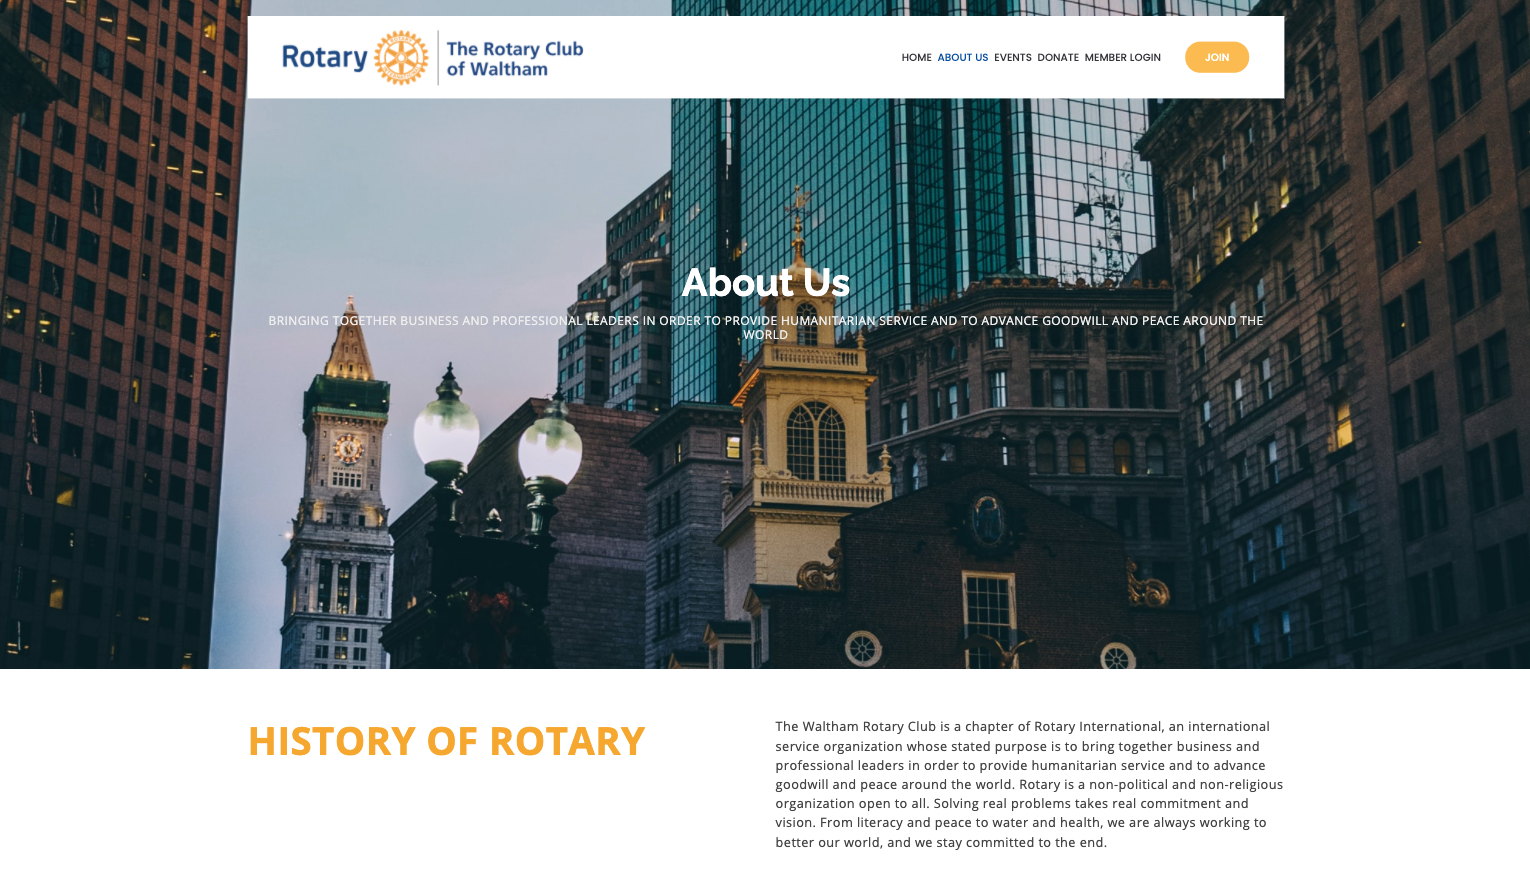 Rotary
The Rotary Club
of Waltham
HOME ABOUT US EVENTS DONATE MEMBER LOGIN JOIN
About Us
BRINGING TOGETHER BUSINESS AND PROFESSIONAL LEADERS IN ORDER TO PROVIDE HUMANITARIAN SERVICE AND TO ADVANCE GOODWILL AND PEACE AROUND THE
WORLD
HISTORY OF ROTARY
The Waltham Rotary Club is a chapter of Rotary International, an international
service organization whose stated purpose is to bring together business and
professional leaders in order to provide humanitarian service and to advance
goodwill and peace around the world. Rotary is a non-political and non-religious
organization open to all. Solving real problems takes real commitment and
vision. From literacy and peace to water and health, we are always working to
better our world, and we stay committed to the end.